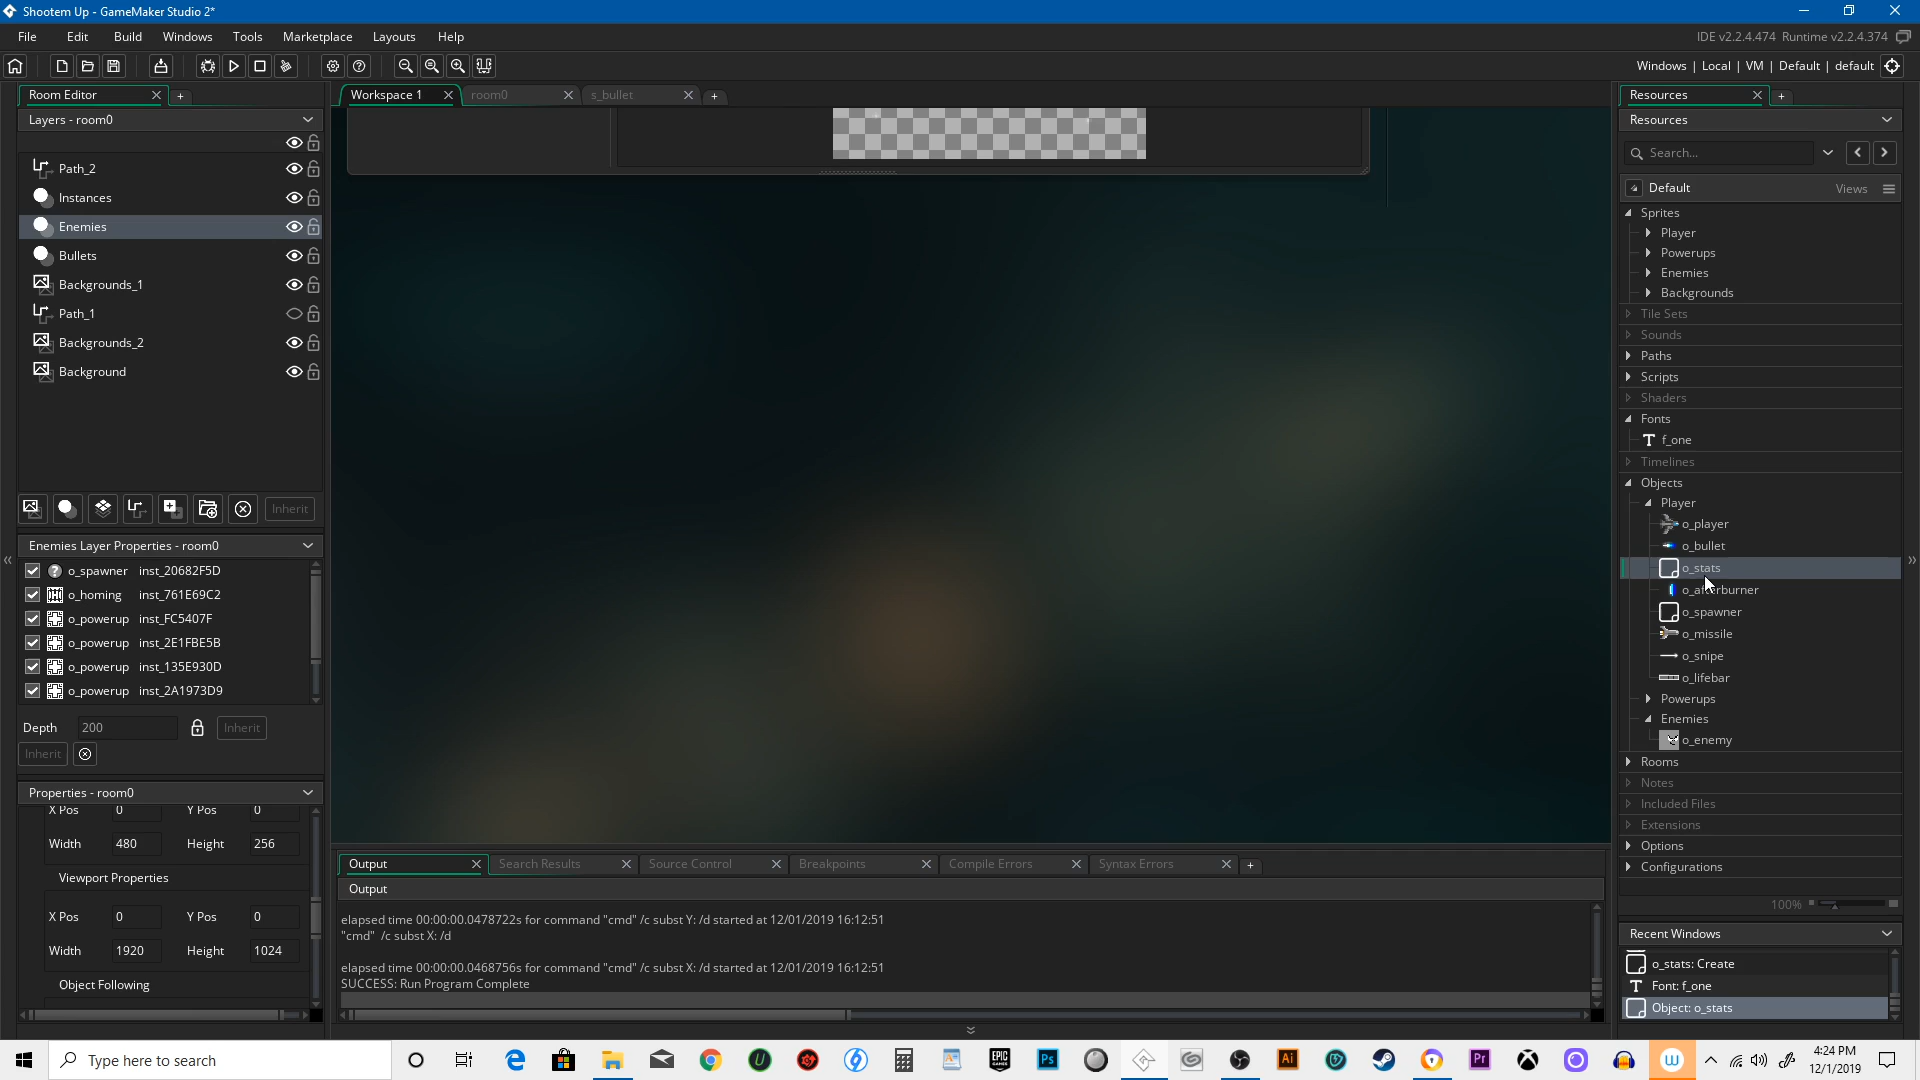 Shootem Up - GameMaker Studio 2*
File Edit Build Windows Tools Marketplace Layouts Help
IDE v2.2.4.474 Runtime v2.2.4.374
Windows | Local | VM | Default | default
Room Editor
Layers - room0
Path_2
Instances
Enemies
Bullets
Backgrounds_1
Path_1
Backgrounds_2
Background
Inherit
Enemies Layer Properties - room0
o_spawner inst_20682F5D
o_homing inst_761E69C2
o_powerup inst_FC5407F
o_powerup inst_2E1FBE5B
o_powerup inst_135E930D
o_powerup inst_2A1973D9
Depth 200 Inherit
Inherit
Properties - room0
X Pos 0 Y Pos 0
Width 480 Height 256
Viewport Properties
X Pos 0 Y Pos 0
Width 1920 Height 1024
Object Following
Workspace 1 room0 s_bullet
Output Search Results Source Control Breakpoints Compile Errors Syntax Errors
Output
elapsed time 00:00:00.0478722s for command "cmd" /c subst Y: /d started at 12/01/2019 16:12:51
"cmd" /c subst X: /d
elapsed time 00:00:00.0468756s for command "cmd" /c subst X: /d started at 12/01/2019 16:12:51
SUCCESS: Run Program Complete
Resources
Resources
Search...
Default Views
Sprites
Player
Powerups
Enemies
Backgrounds
Tile Sets
Sounds
Paths
Scripts
Shaders
Fonts
f_one
Timelines
Objects
Player
o_player
o_bullet
o_stats
o_afterburner
o_spawner
o_missile
o_snipe
o_lifebar
Powerups
Enemies
o_enemy
Rooms
Notes
Included Files
Extensions
Options
Configurations
100%
Recent Windows
o_stats: Create
Font: f_one
Object: o_stats
Type here to search
4:24 PM
12/1/2019